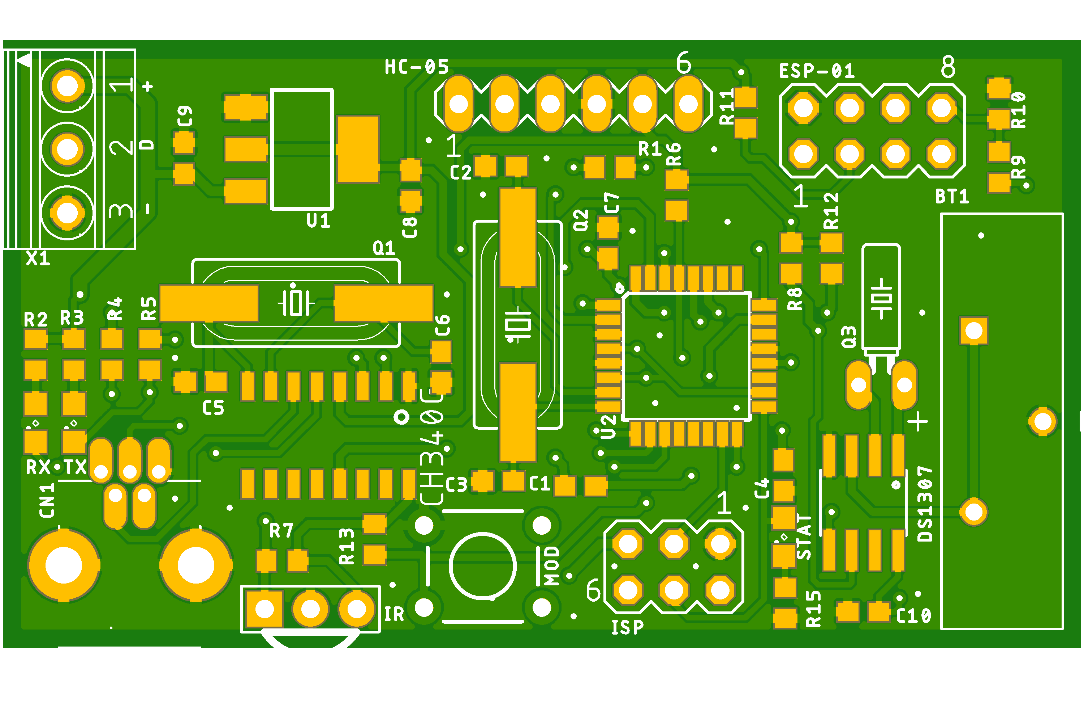 HC-05
6
ESP-01
8
1
+
C9
R11
R10
2
D
1
C2
R1
R6
R9
3
-
U1
C8
Q2
C7
1
R12
BT1
X1
Q1
R8
R2
R3
R4
R5
C6
Q3
C5
CH340C
U2
+
RX
TX
CN1
C3
C1
C4
1
DS1307
R7
R13
MOD
STAT
6
IR
ISP
R15
C10